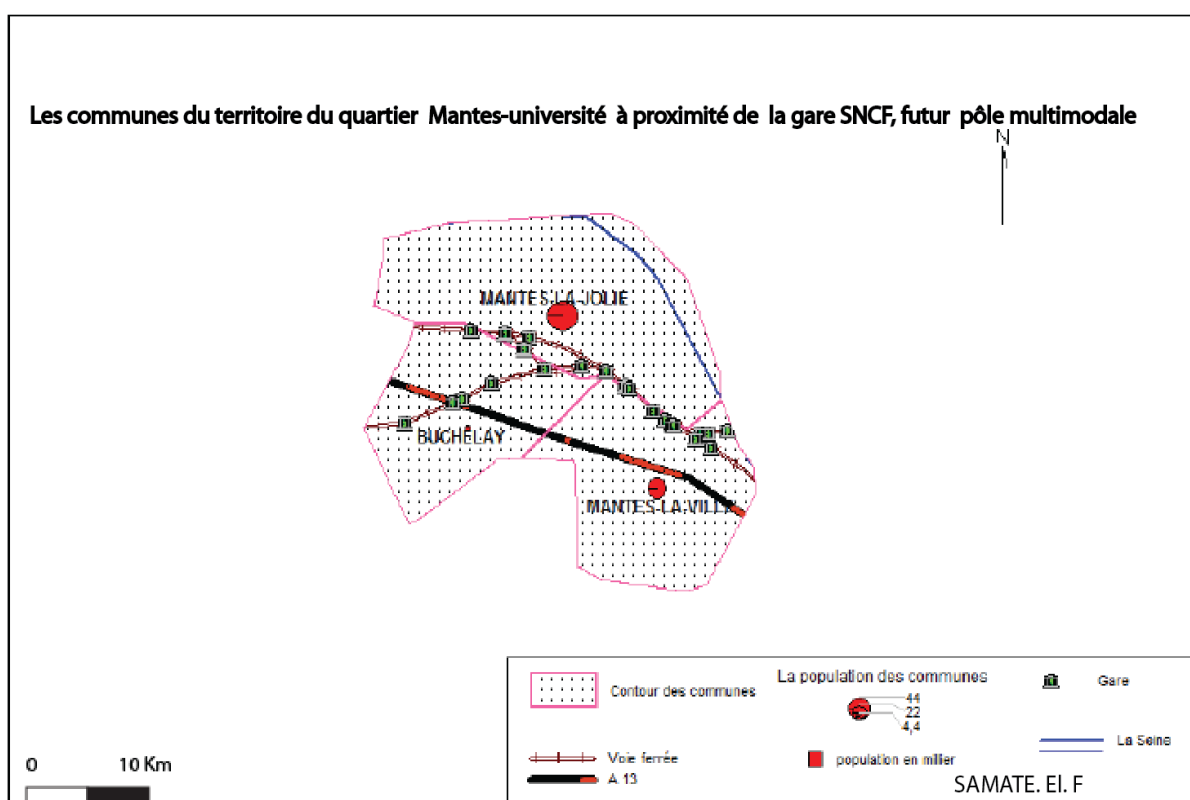 Les communes du territoire du quartier Mantes-université à proximité de la gare SNCF, futur pôle multimodale
N
MANTES-LA-JOLIE
BUCHELAY
MANTES-LA-VILLE
Contour des communes
La population des communes
44
22
4,4
Gare
Voie ferrée
A 13
population en milier
La Seine
0 10 Km
SAMATE. El. F